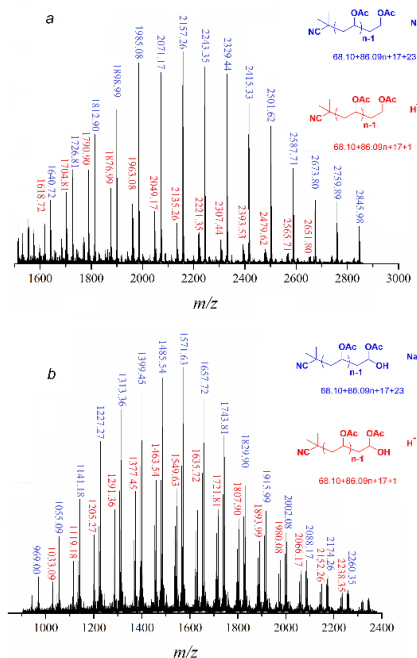 a
OAc OAc N
NC n-1
68.10+86.09n+17+23
OAc OAc H
NC n-1
68.10+86.09n+17+1
1618.72
1640.72
1704.81
1726.81
1790.90
1812.90
1876.99
1898.99
1963.08
1985.08
2049.17
2071.17
2135.26
2157.26
2221.35
2243.35
2307.44
2329.44
2393.53
2415.33
2479.62
2501.62
2565.71
2587.71
2651.80
2673.80
2759.89
2845.98
1600 1800 2000 2200 2400 2600 2800 3000
m/z
b
OAc OAc Na
NC OH
n-1
68.10+86.09n+17+23
OAc OAc H+
NC OH
n-1
68.10+86.09n+17+1
969.00
1033.09
1055.09
1119.18
1141.18
1205.27
1227.27
1291.36
1313.36
1377.45
1399.45
1463.54
1485.54
1549.63
1571.63
1635.72
1657.72
1721.81
1743.81
1807.90
1829.90
1893.99
1915.99
1980.08
2002.08
2066.17
2088.17
2152.26
2174.26
2238.35
2260.35
1000 1200 1400 1600 1800 2000 2200 2400
m/z